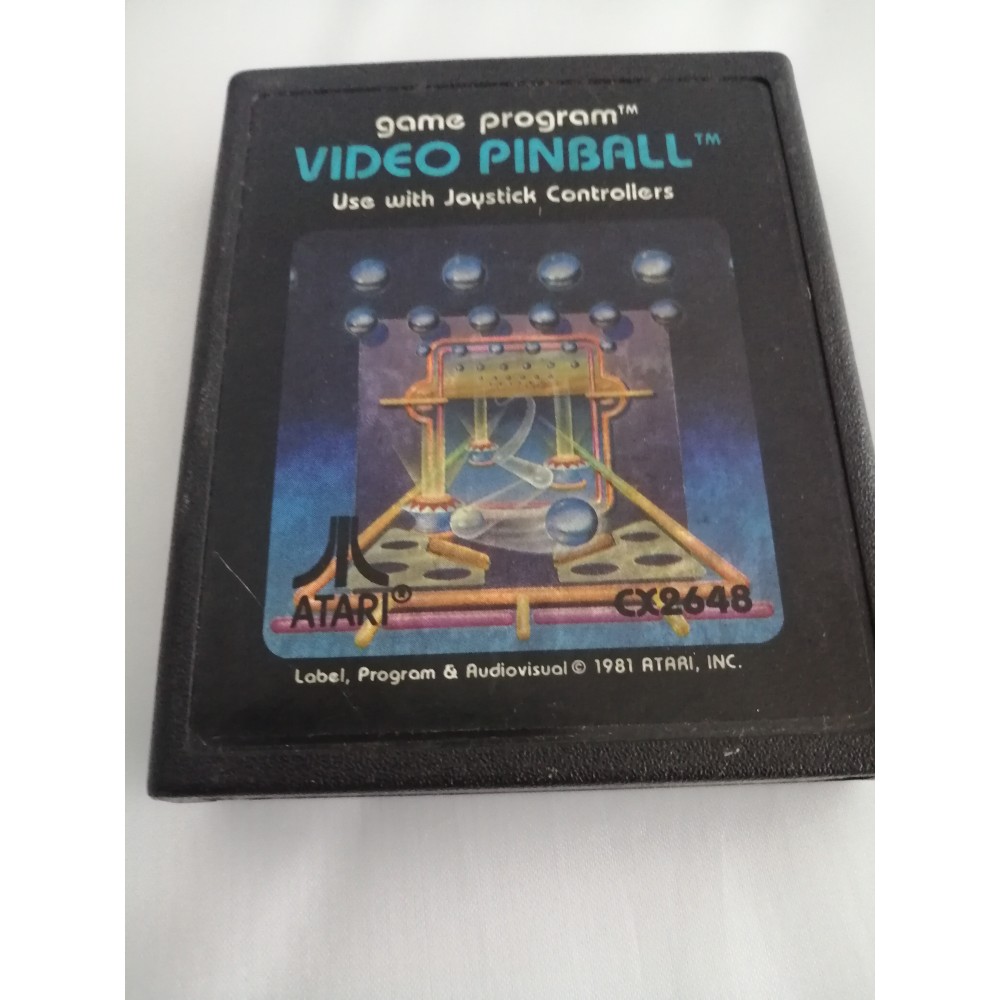 game program™
VIDEO PINBALL™
Use with Joystick Controllers
ATARI®
CX2648
Label, Program & Audiovisual © 1981 ATARI, INC.